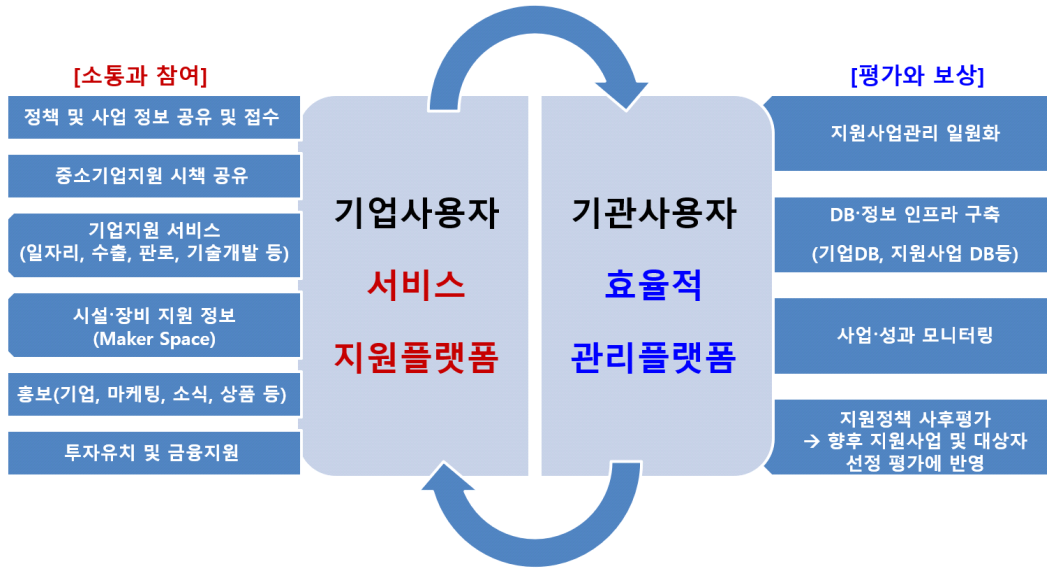 [소통과 참여]
정책 및 사업 정보 공유 및 접수
중소기업지원 시책 공유
기업지원 서비스
(일자리, 수출, 판로, 기술개발 등)
시설·장비 지원 정보
(Maker Space)
홍보(기업, 마케팅, 소식, 상품 등)
투자유치 및 금융지원
기업사용자
서비스
지원플랫폼
기관사용자
효율적
관리플랫폼
[평가와 보상]
지원사업관리 일원화
DB·정보 인프라 구축
(기업DB, 지원사업 DB등)
사업·성과 모니터링
지원정책 사후평가
→ 향후 지원사업 및 대상자
선정 평가에 반영